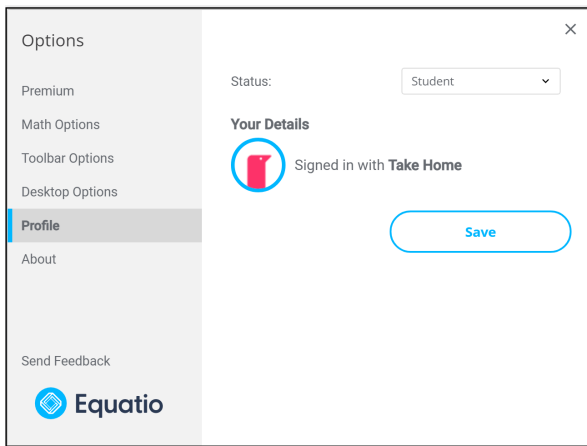 Options
Premium
Math Options
Toolbar Options
Desktop Options
Profile
About
Send Feedback
Equatio
Status:
Student
Your Details
Signed in with Take Home
Save